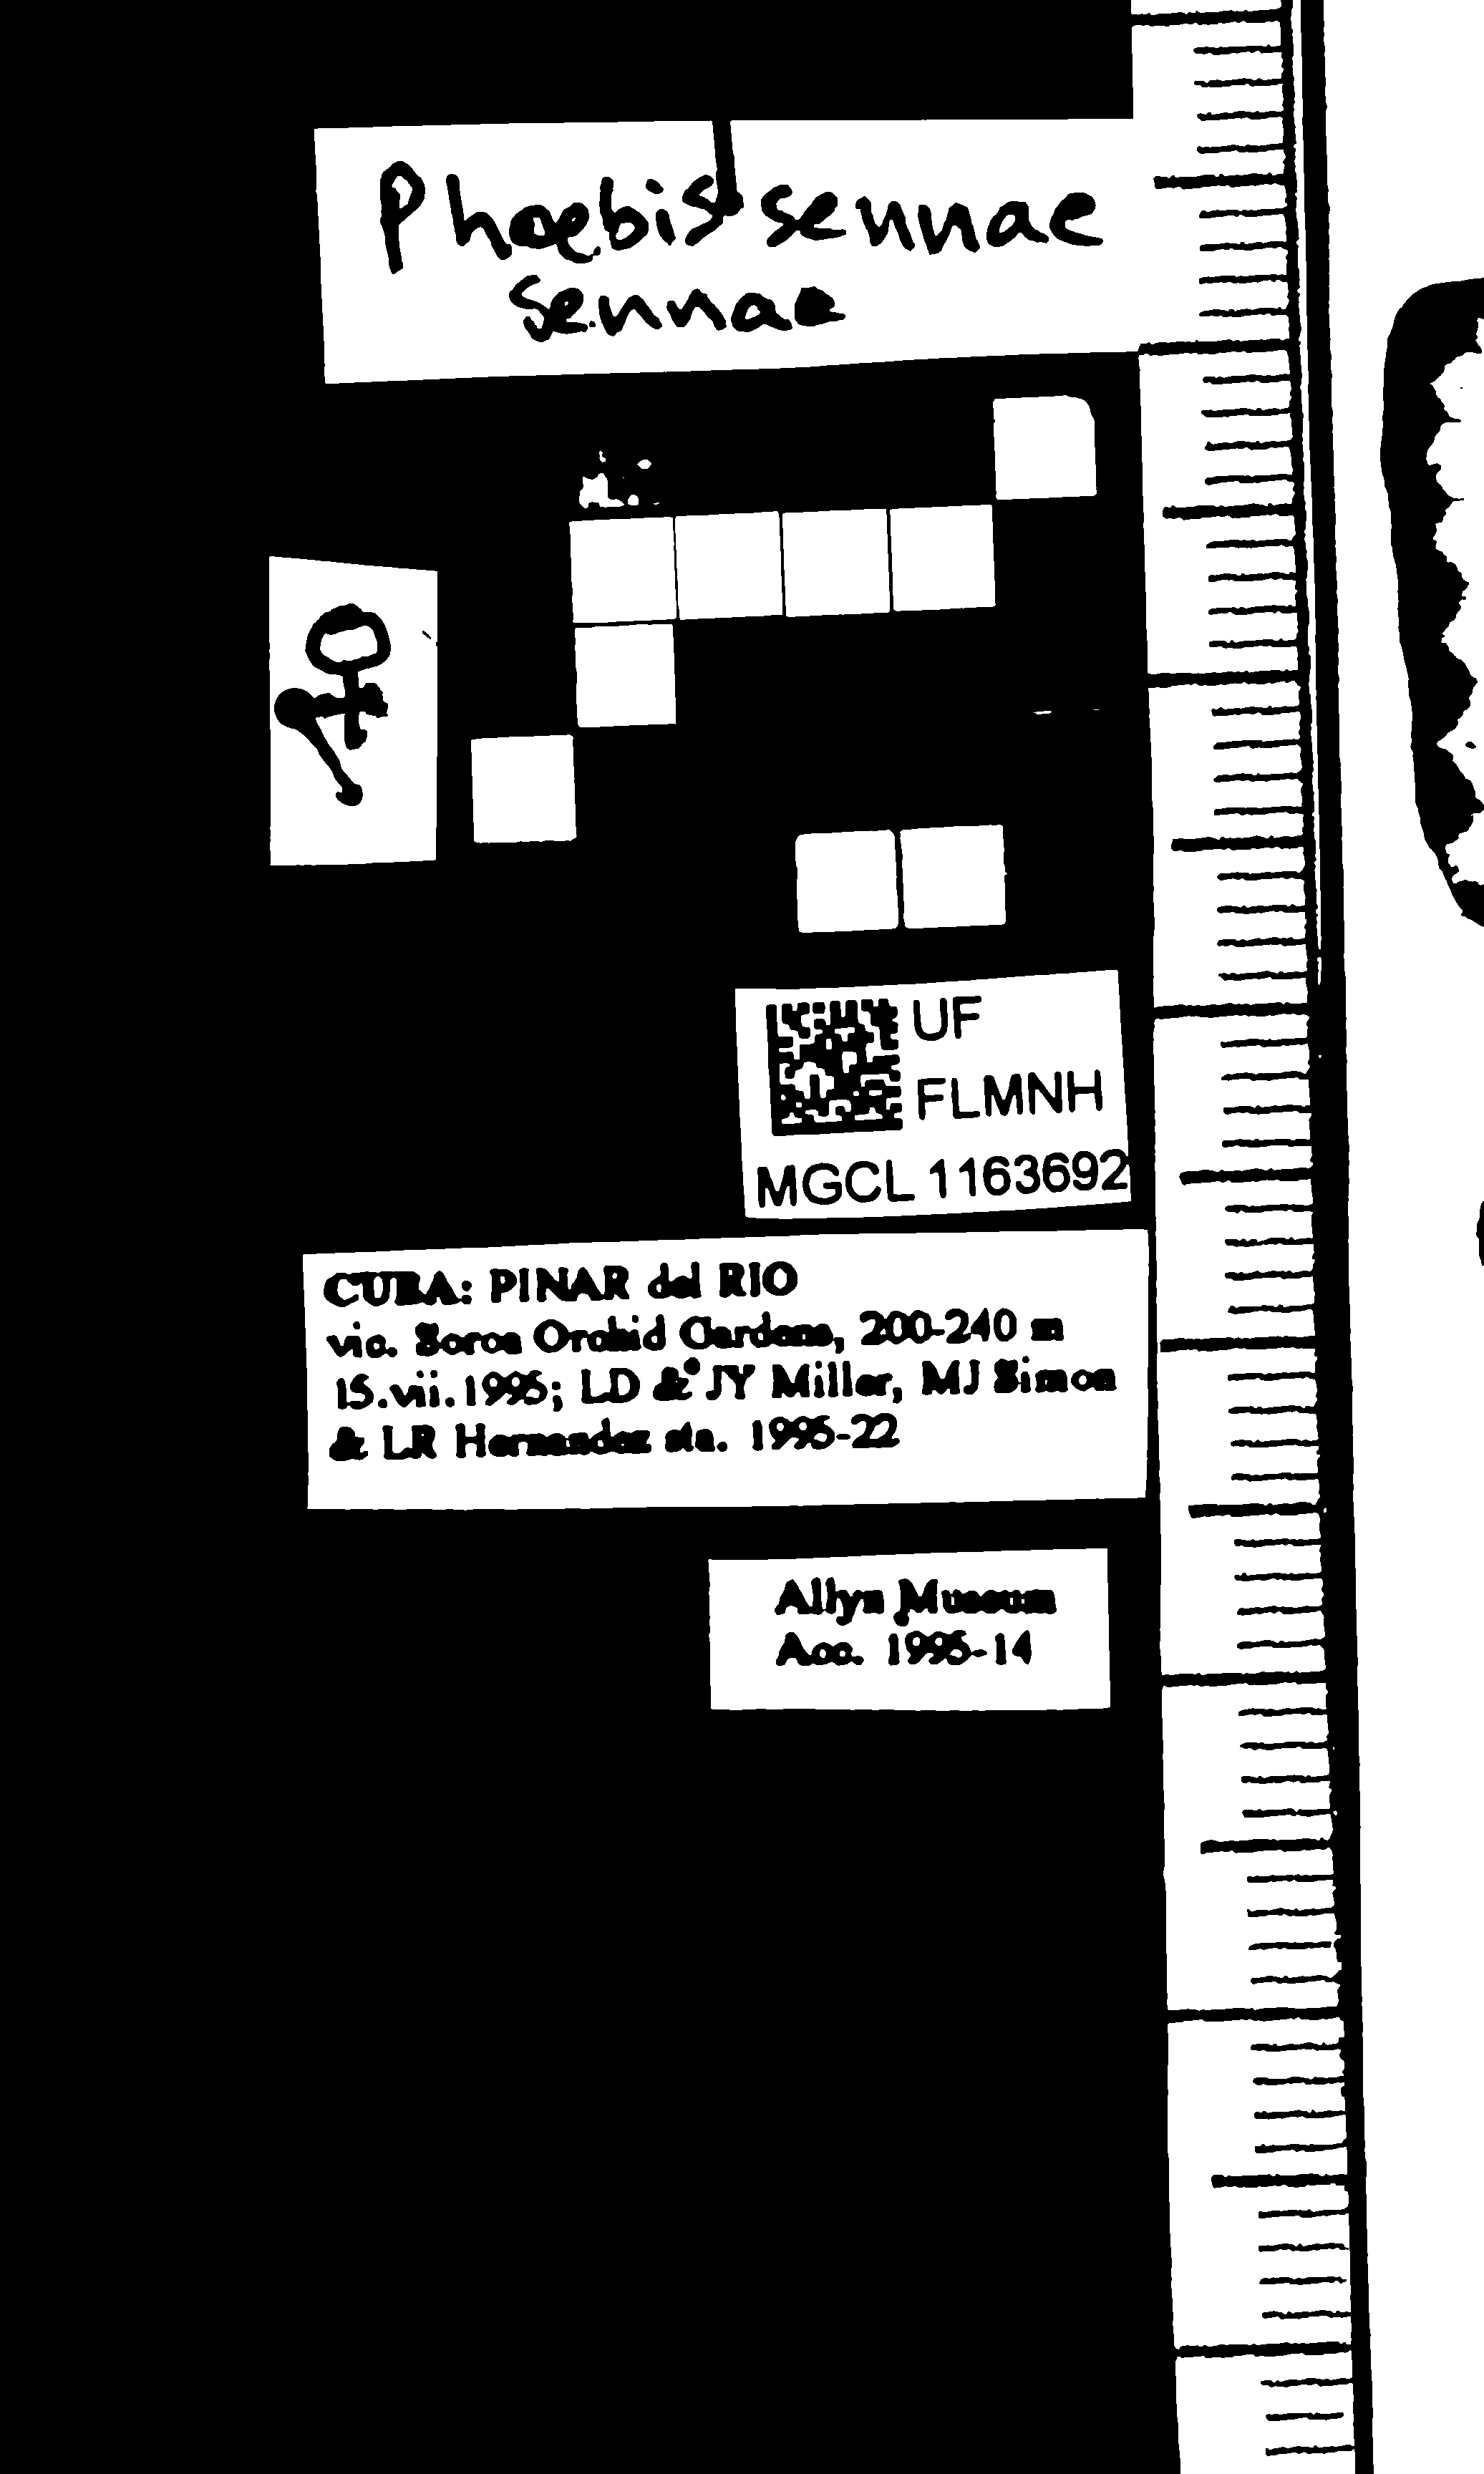 Phoebis sennae
sennae
♀
UF
FLMNH
MGCL 1163692
CUBA: PINAR del RIO
vic. Soroa Orchid Gardens, 200-240 m
15.vii.1995; LD & JY Miller, MJ Simon
& LR Hernandez sta. 1995-22
Allyn Museum
Acc. 1995-14